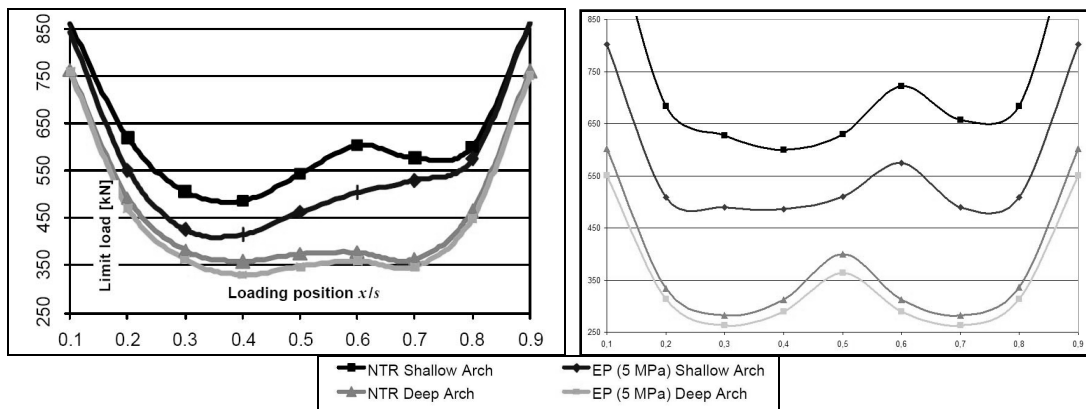 850
750
650
550
450
350
250
Limit load [kN]
Loading position x/s
0.1 0.2 0.3 0.4 0.5 0.6 0.7 0.8 0.9
850
750
650
550
450
350
250
0,1 0,2 0,3 0,4 0,5 0,6 0,7 0,8 0,9
NTR Shallow Arch
EP (5 MPa) Shallow Arch
NTR Deep Arch
EP (5 MPa) Deep Arch